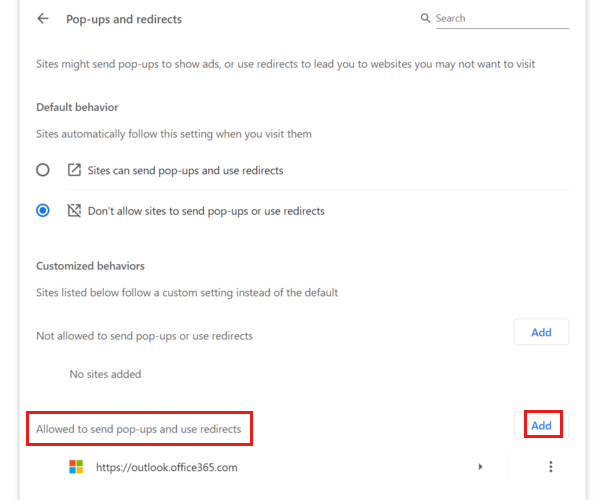 Pop-ups and redirects
Search
Sites might send pop-ups to show ads, or use redirects to lead you to websites you may not want to visit
Default behavior
Sites automatically follow this setting when you visit them
Sites can send pop-ups and use redirects
Don't allow sites to send pop-ups or use redirects
Customized behaviors
Sites listed below follow a custom setting instead of the default
Not allowed to send pop-ups or use redirects
Add
No sites added
Allowed to send pop-ups and use redirects
Add
https://outlook.office365.com